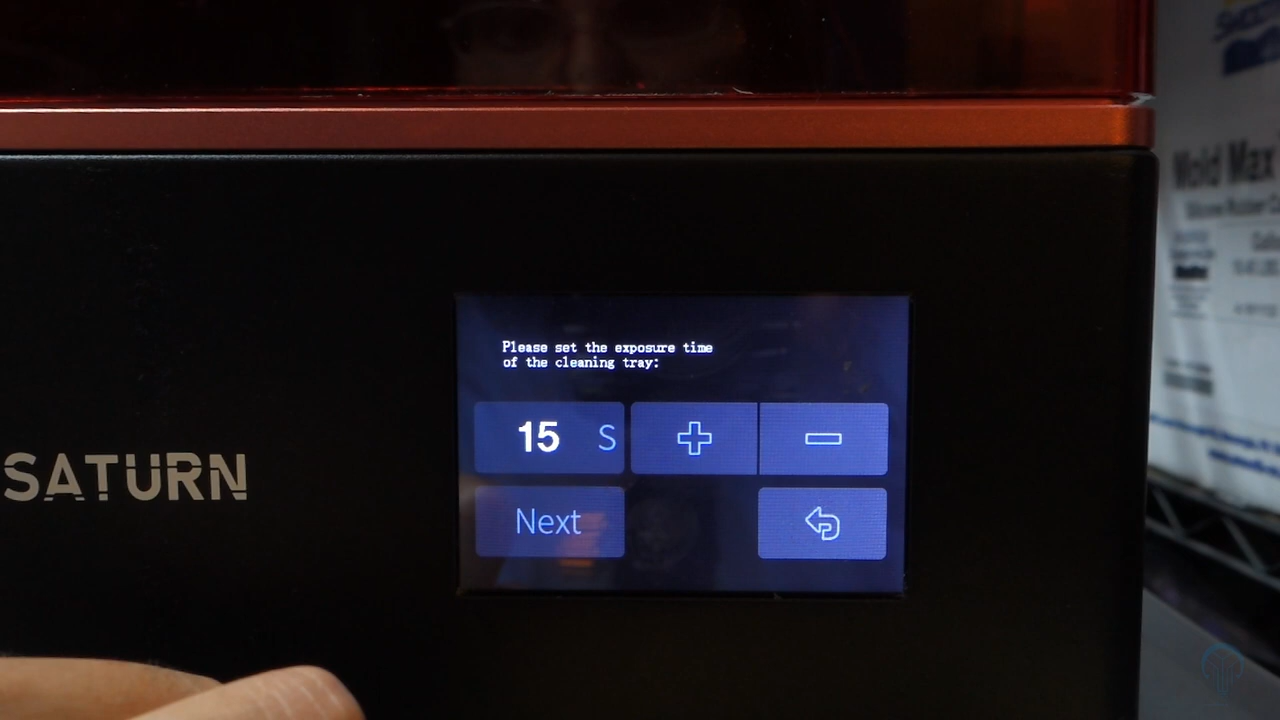 Mold Max
Please set the exposure time
of the cleaning tray:
15 S
SATURN
Next